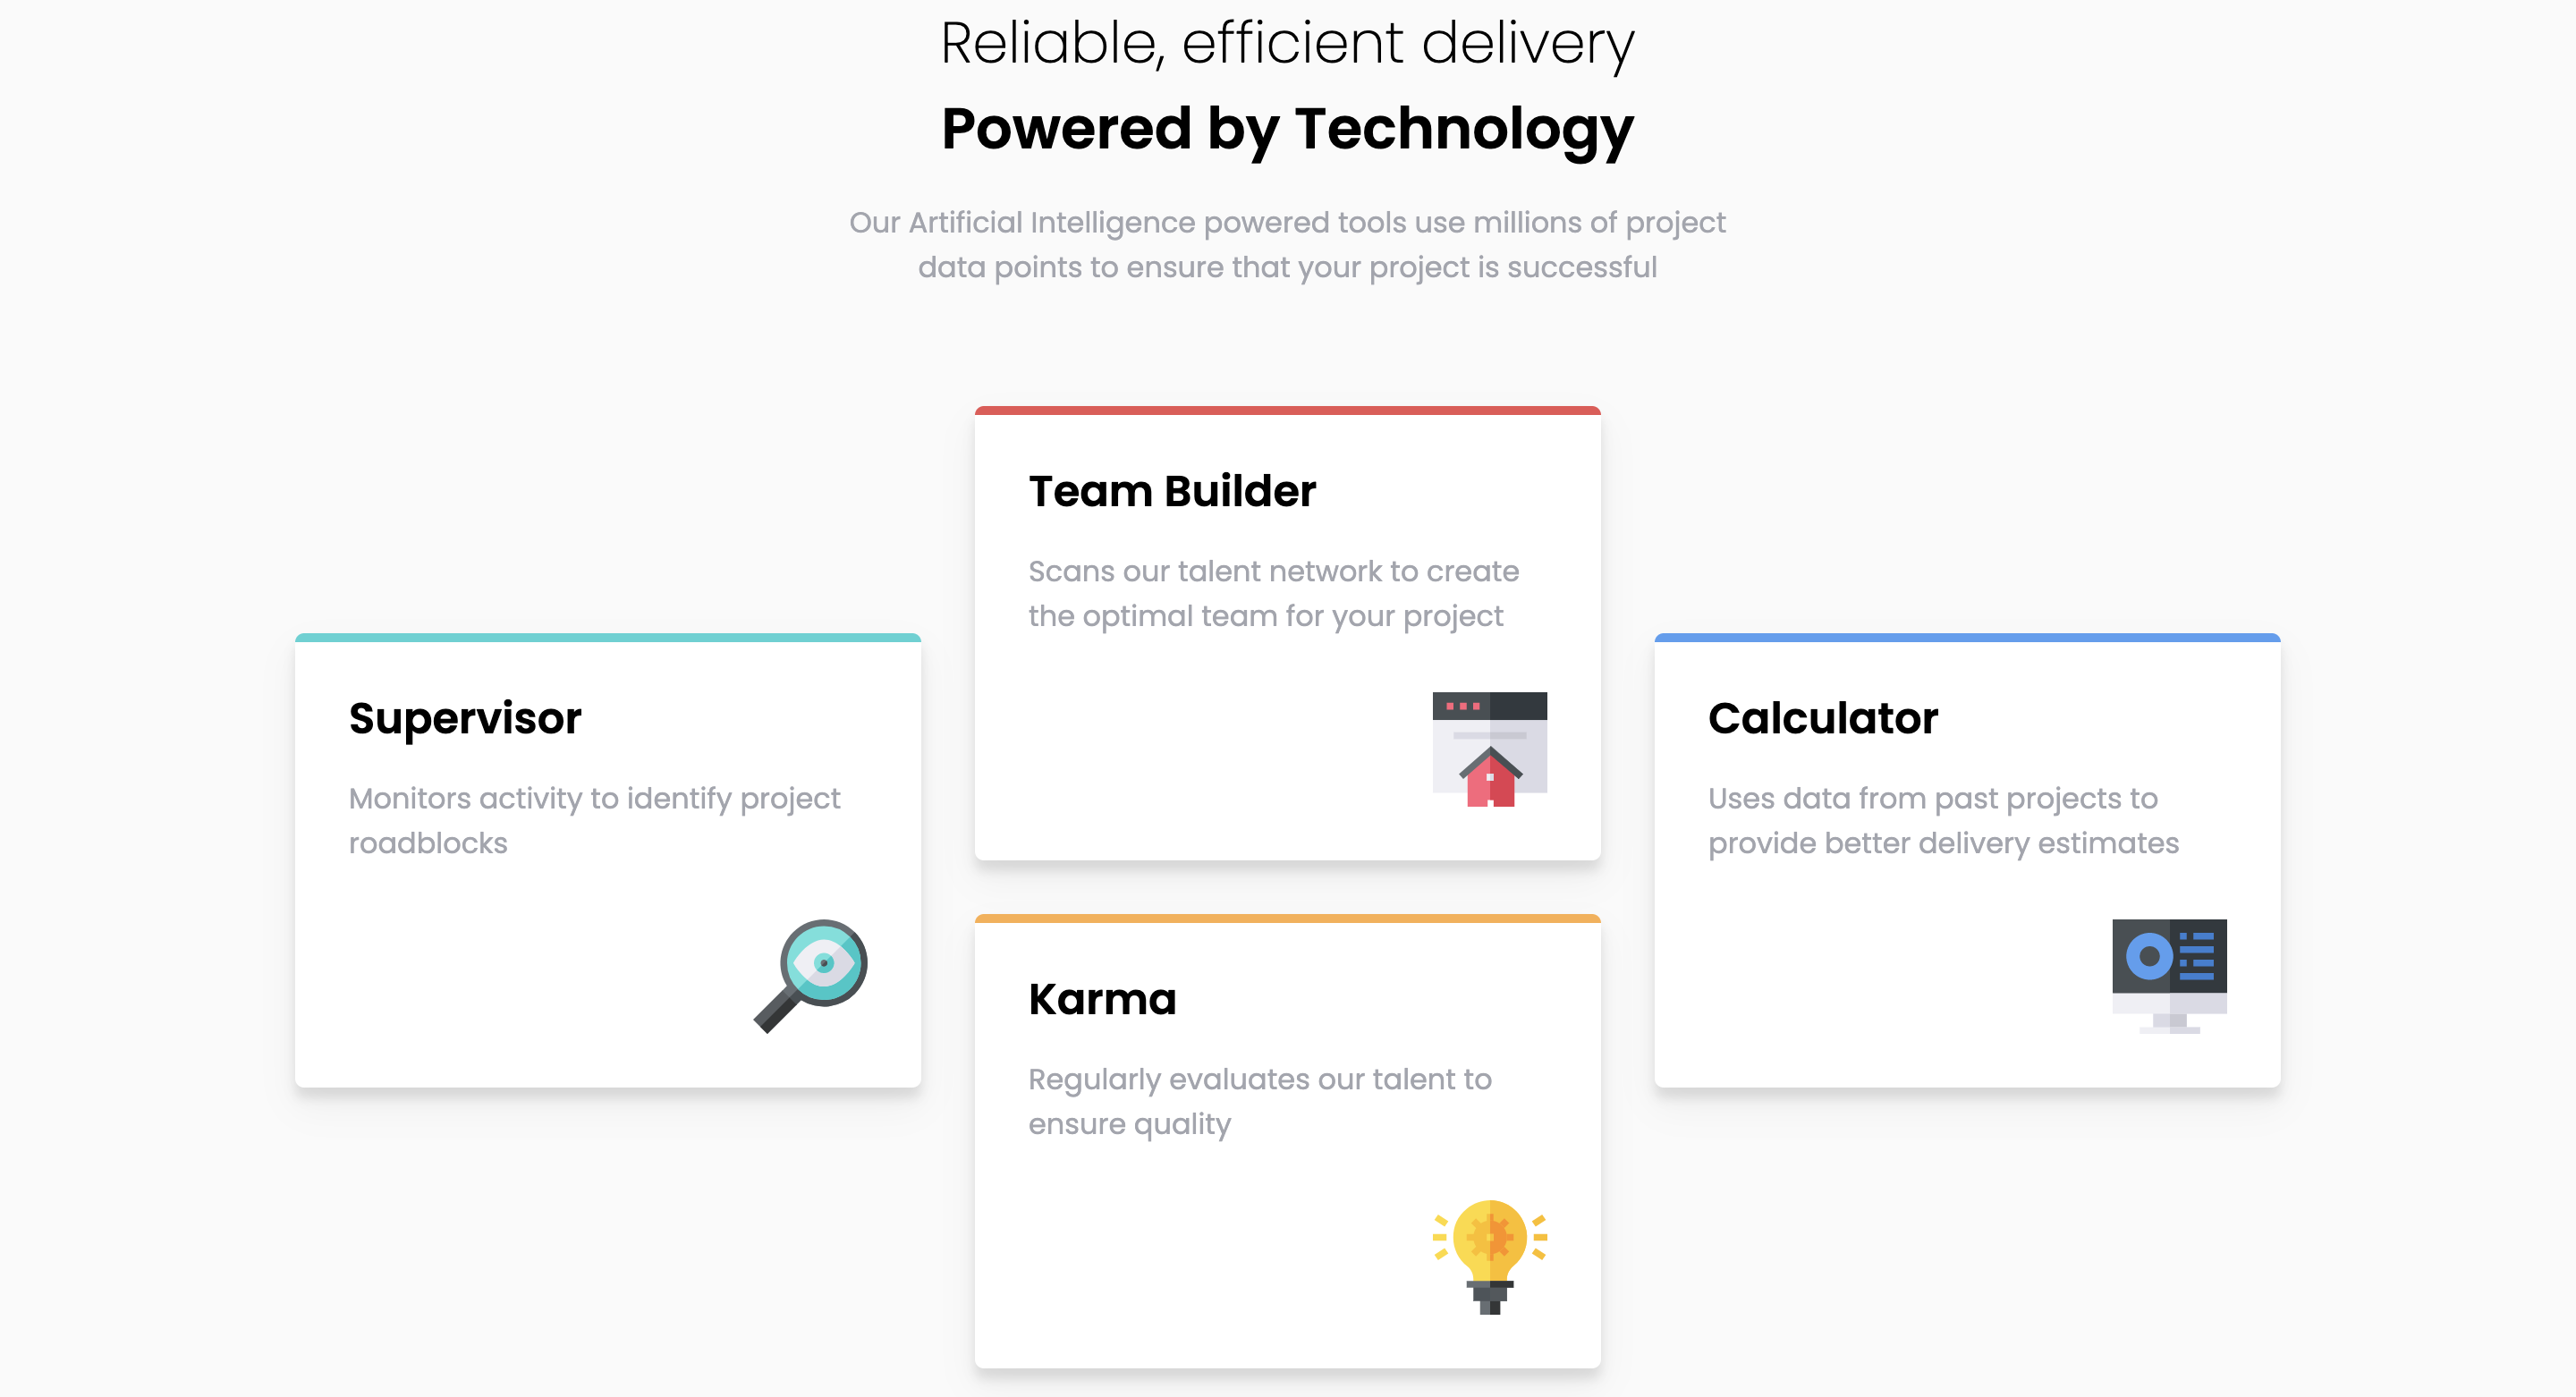 Reliable, efficient delivery
Powered by Technology
Our Artificial Intelligence powered tools use millions of project
data points to ensure that your project is successful
Supervisor
Monitors activity to identify project
roadblocks
Team Builder
Scans our talent network to create
the optimal team for your project
Karma
Regularly evaluates our talent to
ensure quality
Calculator
Uses data from past projects to
provide better delivery estimates